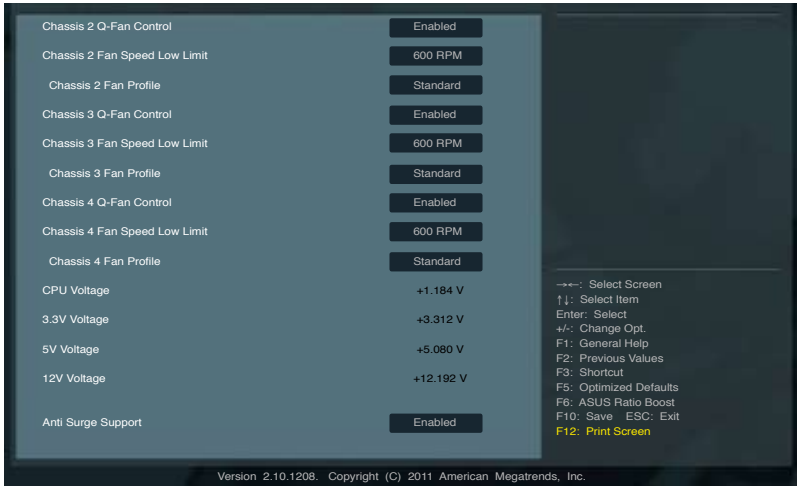 Chassis 2 Q-Fan Control Enabled
Chassis 2 Fan Speed Low Limit 600 RPM
Chassis 2 Fan Profile Standard
Chassis 3 Q-Fan Control Enabled
Chassis 3 Fan Speed Low Limit 600 RPM
Chassis 3 Fan Profile Standard
Chassis 4 Q-Fan Control Enabled
Chassis 4 Fan Speed Low Limit 600 RPM
Chassis 4 Fan Profile Standard
CPU Voltage +1.184 V
3.3V Voltage +3.312 V
5V Voltage +5.080 V
12V Voltage +12.192 V
Anti Surge Support Enabled
→←: Select Screen
↑↓: Select Item
Enter: Select
+/-: Change Opt.
F1: General Help
F2: Previous Values
F3: Shortcut
F5: Optimized Defaults
F6: ASUS Ratio Boost
F10: Save ESC: Exit
F12: Print Screen
Version 2.10.1208. Copyright (C) 2011 American Megatrends, Inc.